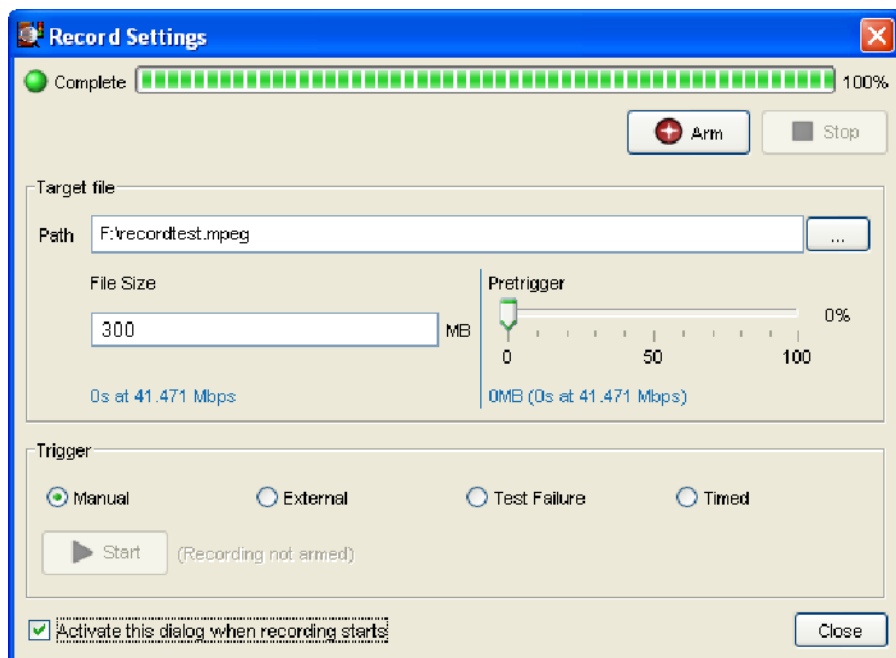 Record Settings
Complete 100%
Arm Stop
Target file
Path F:\recordtest.mpeg ...
File Size Pretrigger
300 MB 0%
0 50 100
0s at 41.471 Mbps 0MB (0s at 41.471 Mbps)
Trigger
Manual External Test Failure Timed
Start (Recording not armed)
Activate this dialog when recording starts Close